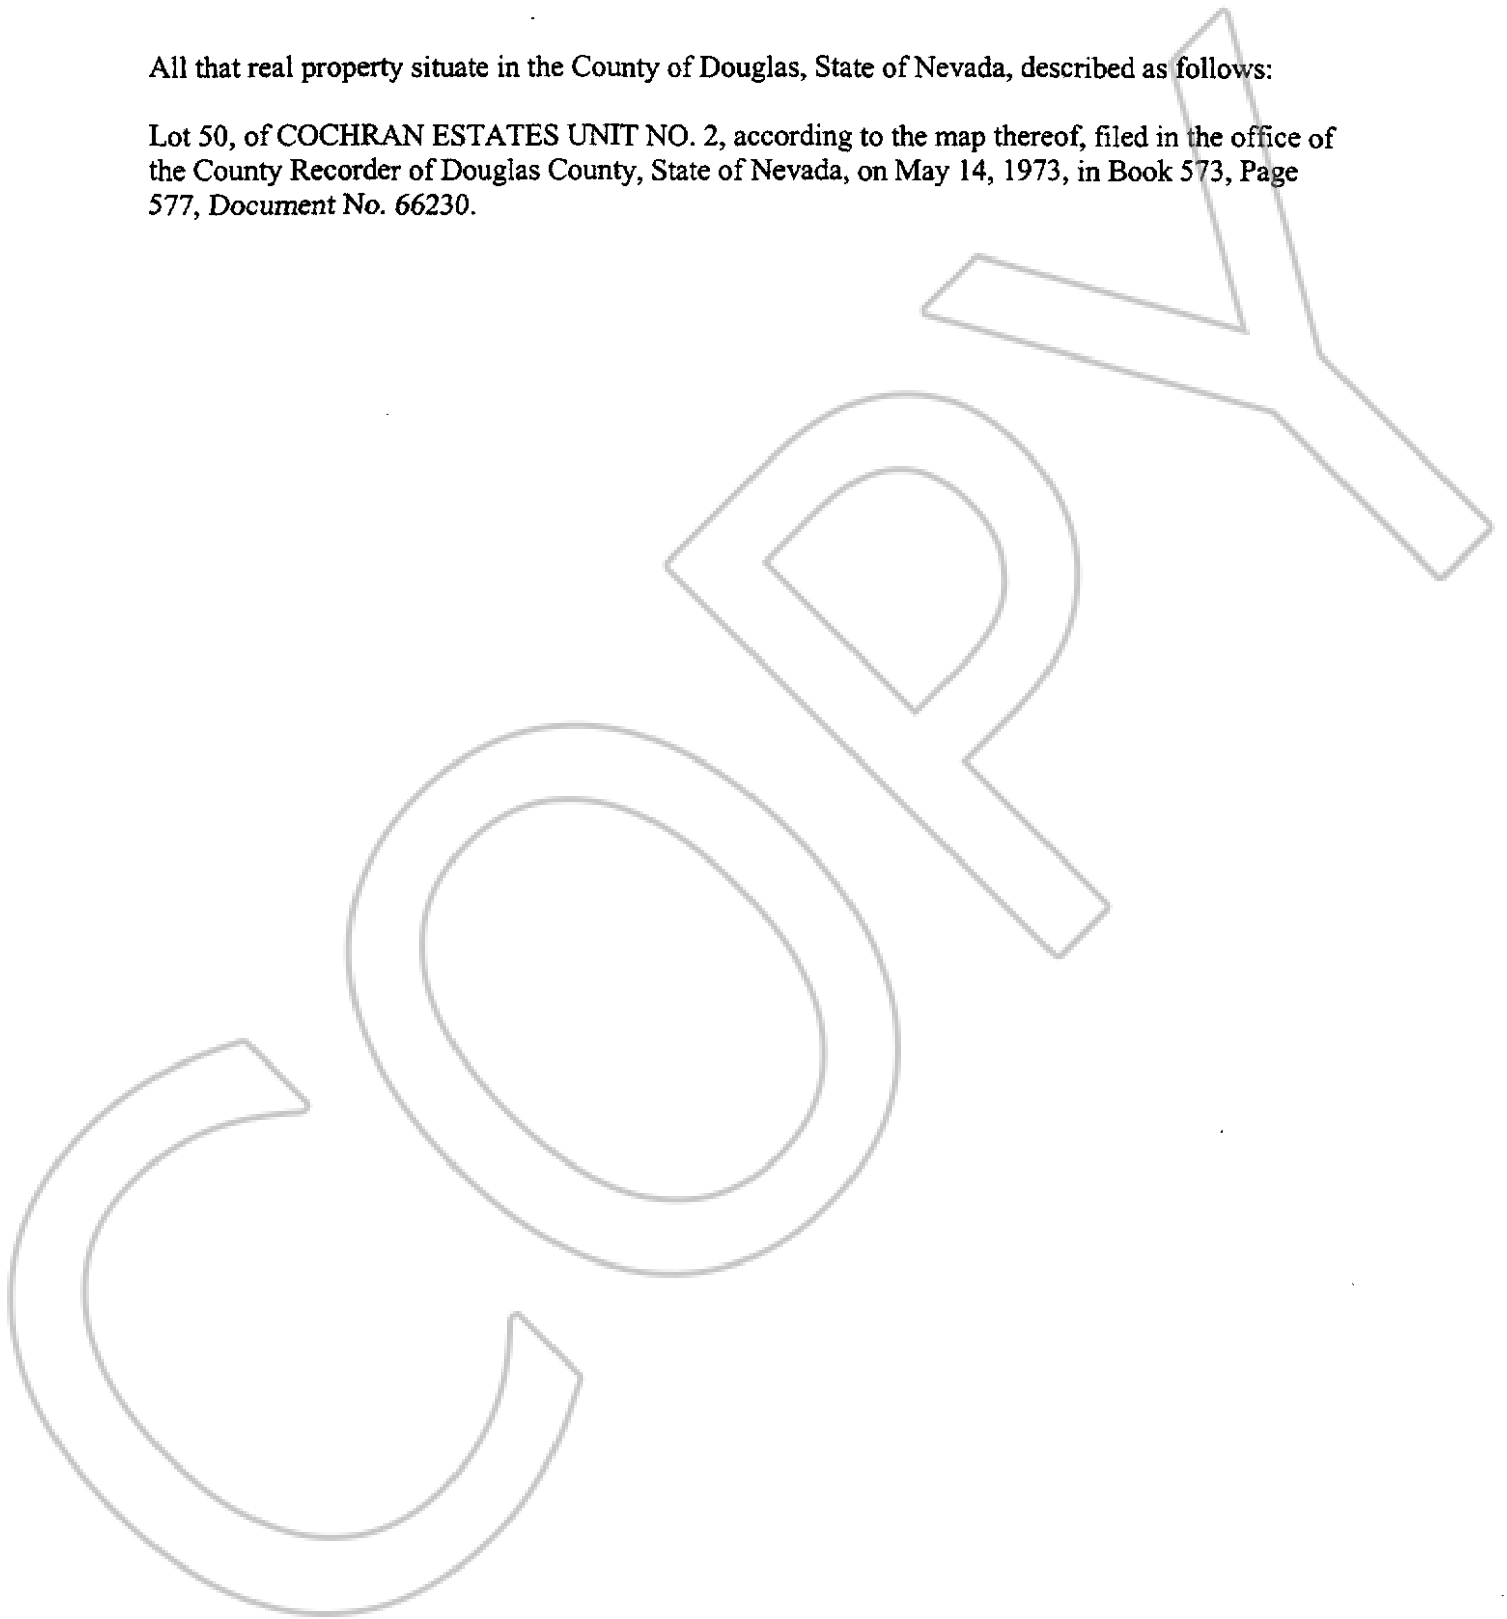 All that real property situate in the County of Douglas, State of Nevada, described as follows:
Lot 50, of COCHRAN ESTATES UNIT NO. 2, according to the map thereof, filed in the office of
the County Recorder of Douglas County, State of Nevada, on May 14, 1973, in Book 573, Page
577, Document No. 66230.
COPY